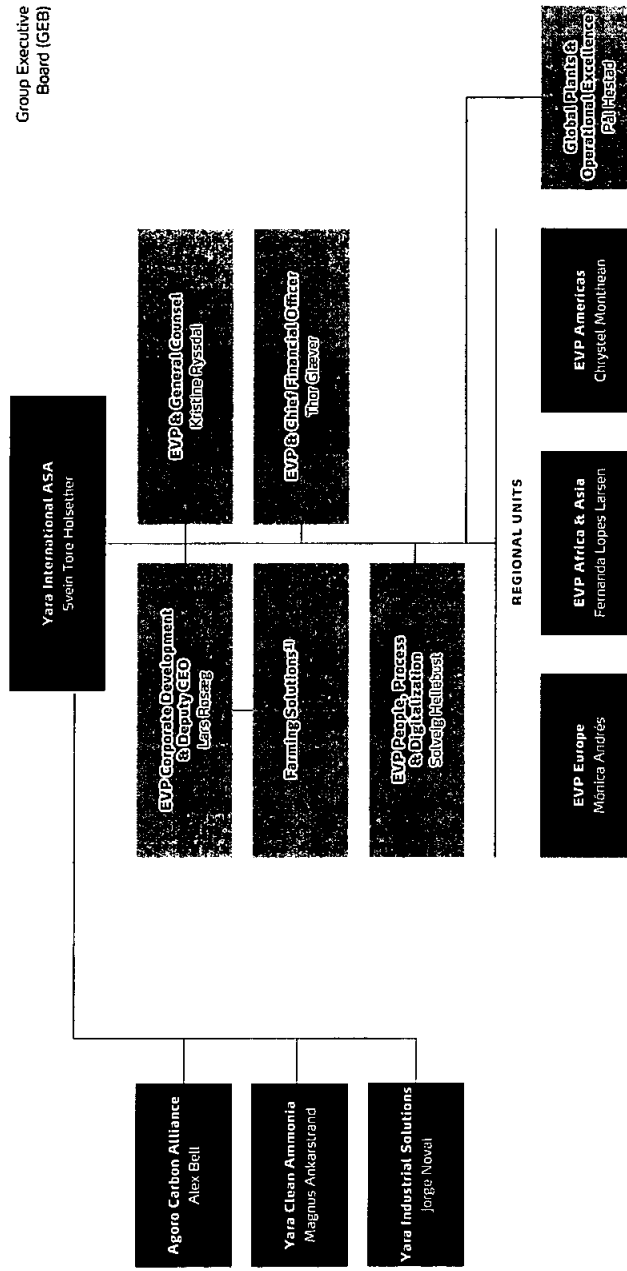 Group Executive
Board (GEB)
Yara International ASA
Svein Tore Holsether
EVP Corporate Development
& Deputy CEO
Lars Røsæg
EVP & General Counsel
Kristine Ryssdal
Farming Solutions¹⁾
EVP & Chief Financial Officer
Thor Giæver
EVP People, Process
& Digitalization
Solveig Hellebust
Agoro Carbon Alliance
Alex Bell
Yara Clean Ammonia
Magnus Ankarstrand
Yara Industrial Solutions
Jorge Noval
REGIONAL UNITS
EVP Europe
Mónica Andrés
EVP Africa & Asia
Fernanda Lopes Larsen
EVP Americas
Chrystel Monthean
Global Plants &
Operational Excellence
Pål Hestad